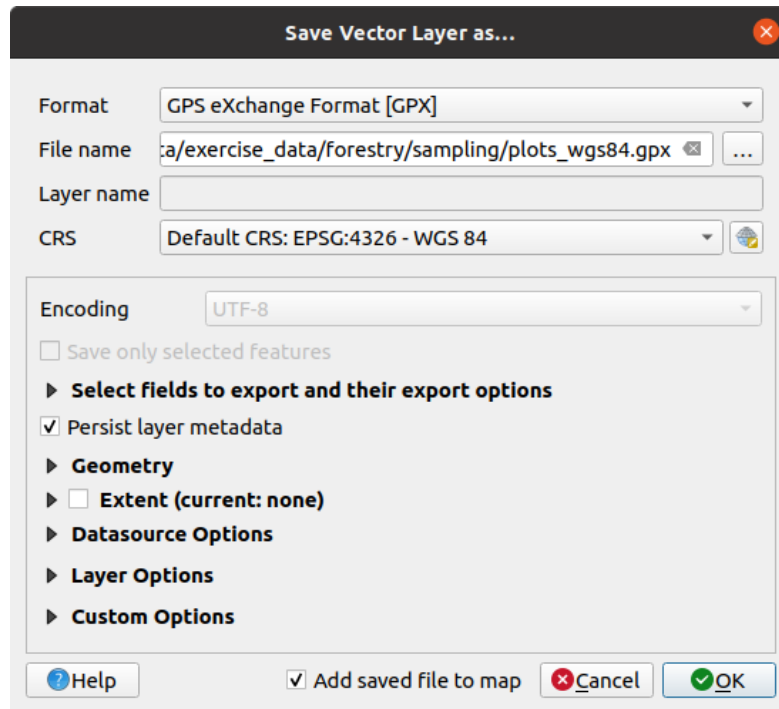 Save Vector Layer as...
Format GPS eXchange Format [GPX]
File name ta/exercise_data/forestry/sampling/plots_wgs84.gpx ...
Layer name
CRS Default CRS: EPSG:4326 - WGS 84
Encoding UTF-8
Save only selected features
Select fields to export and their export options
Persist layer metadata
Geometry
Extent (current: none)
Datasource Options
Layer Options
Custom Options
Help Add saved file to map Cancel OK